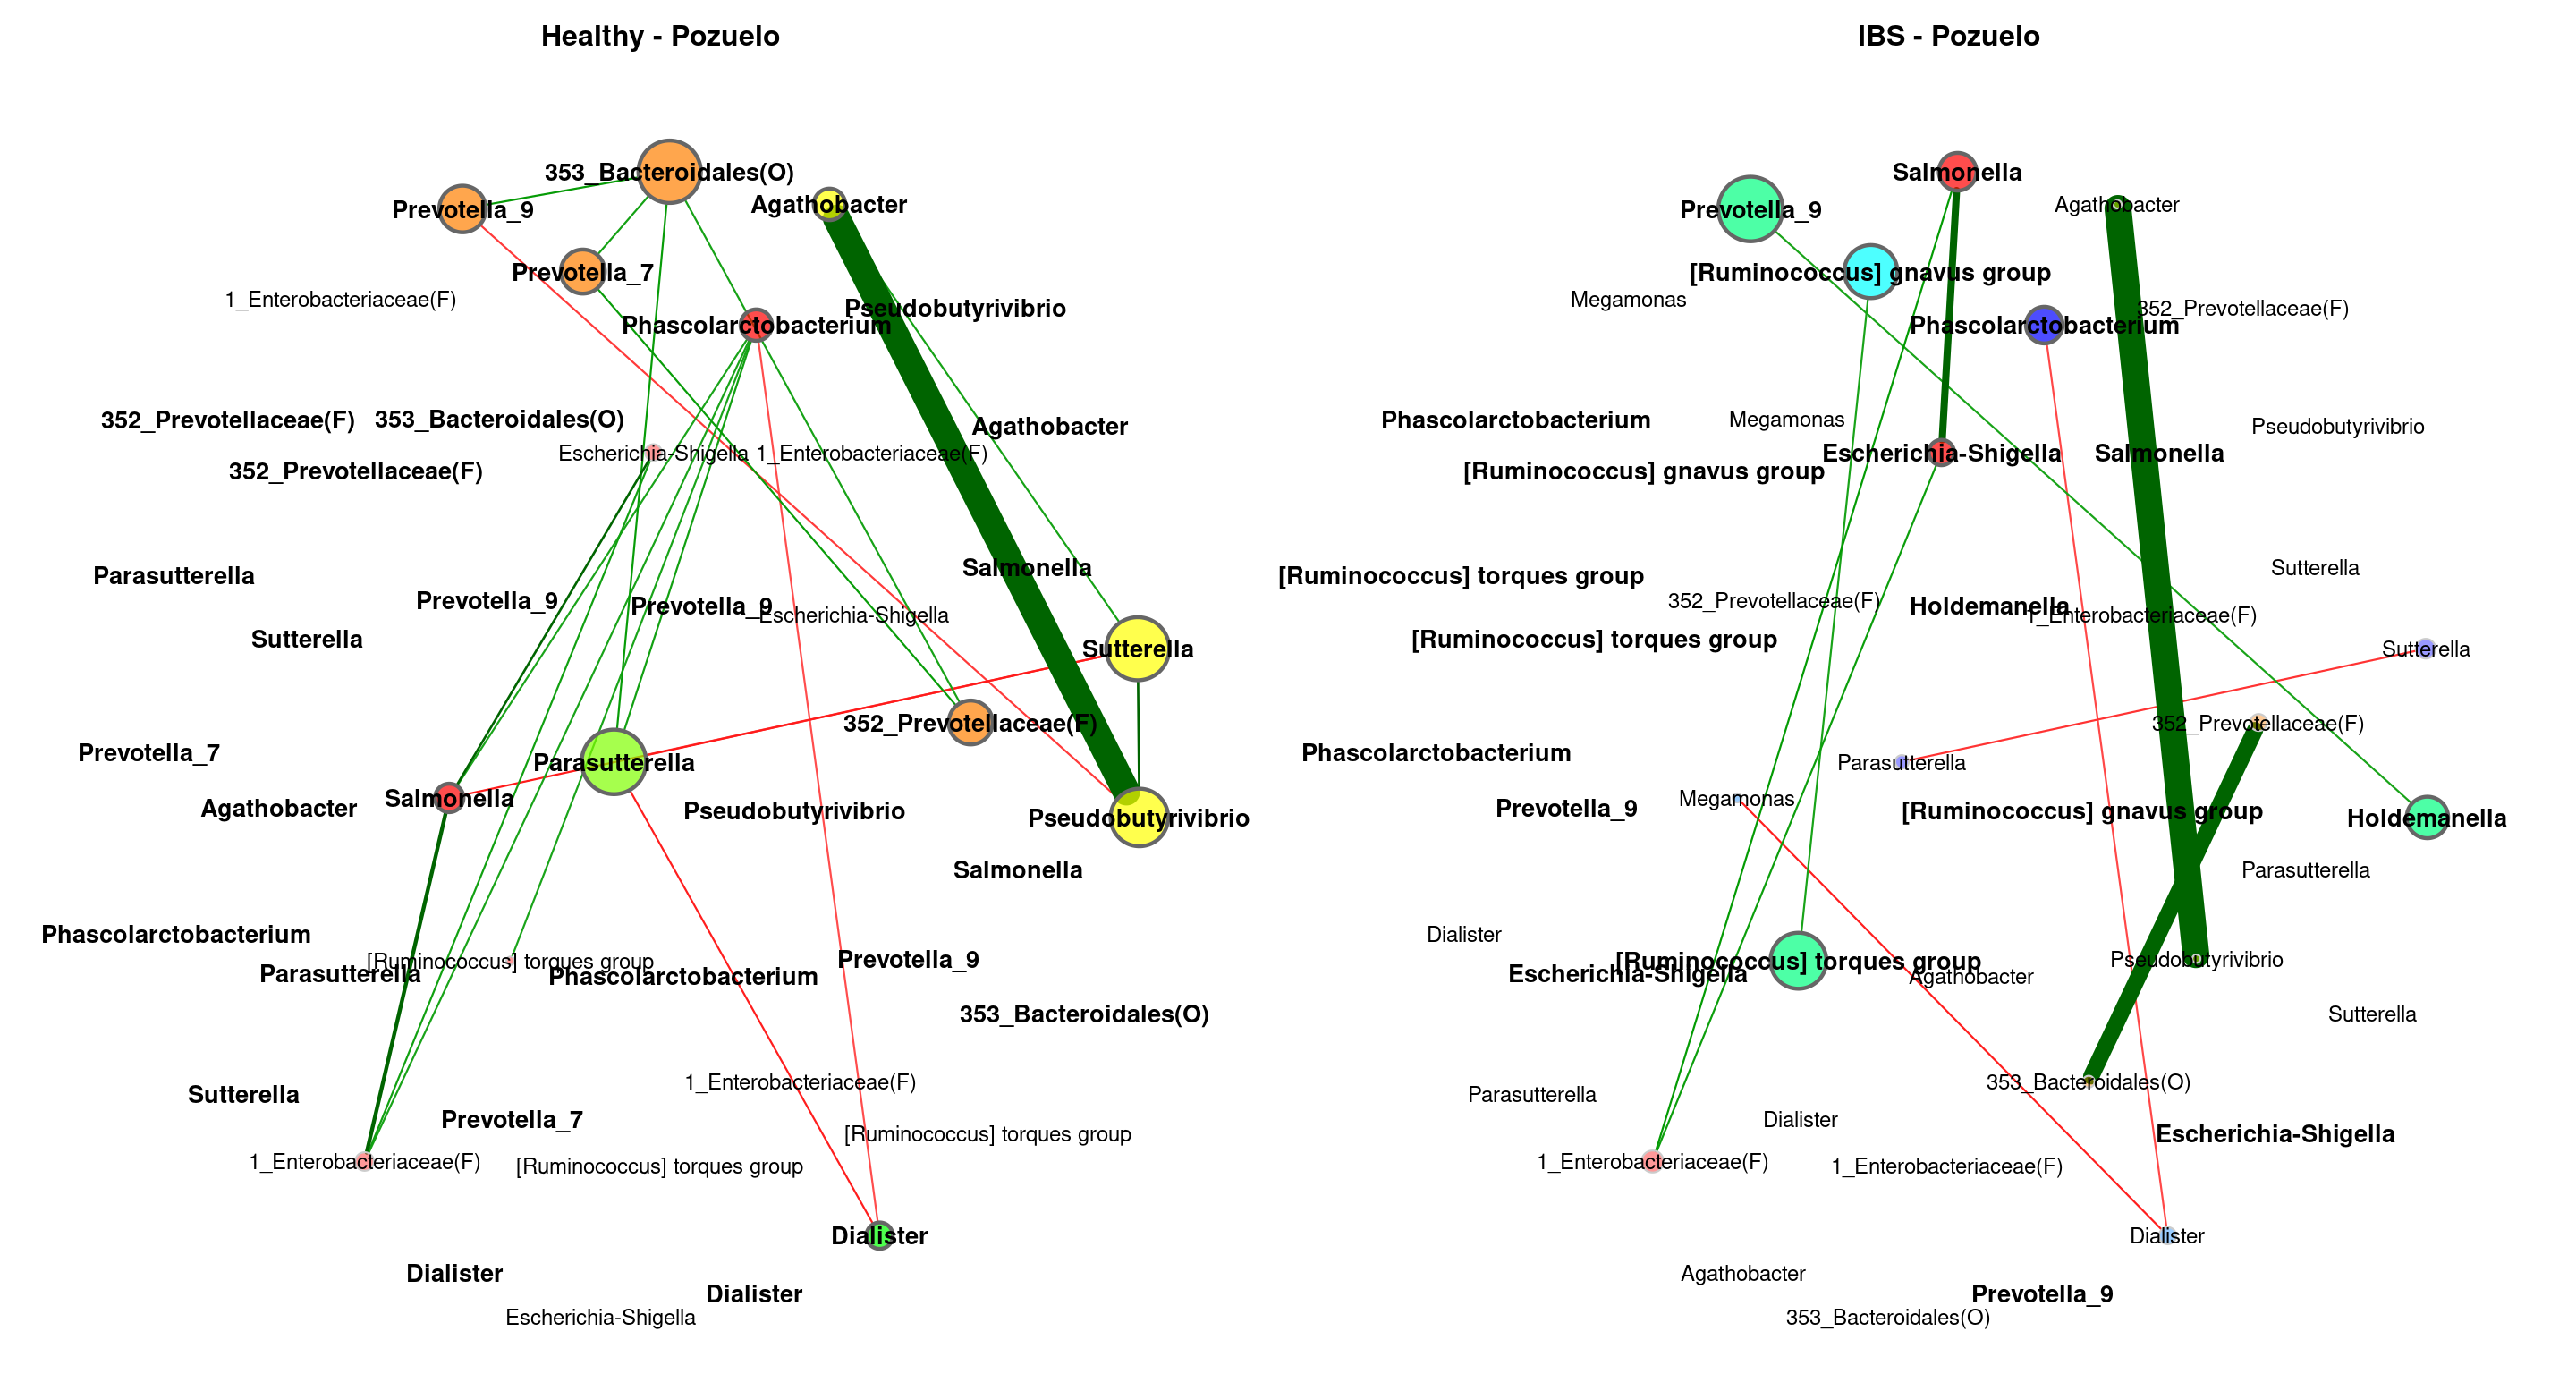 Healthy - Pozuelo
353_Bacteroidales(O)
Prevotella_9
Agathobacter
Prevotella_7
1_Enterobacteriaceae(F)
Pseudobutyrivibrio
Phascolarctobacterium
352_Prevotellaceae(F)
353_Bacteroidales(O)
Agathobacter
Escherichia-Shigella
1_Enterobacteriaceae(F)
352_Prevotellaceae(F)
Salmonella
Parasutterella
Prevotella_9
Prevotella_9
Escherichia-Shigella
Sutterella
Sutterella
352_Prevotellaceae(F)
Prevotella_7
Parasutterella
Salmonella
Agathobacter
Pseudobutyrivibrio
Pseudobutyrivibrio
Salmonella
Phascolarctobacterium
[Ruminococcus] torques group
Prevotella_9
Parasutterella
Phascolarctobacterium
353_Bacteroidales(O)
1_Enterobacteriaceae(F)
Sutterella
Prevotella_7
[Ruminococcus] torques group
1_Enterobacteriaceae(F)
[Ruminococcus] torques group
Dialister
Dialister
Dialister
Escherichia-Shigella
IBS - Pozuelo
Salmonella
Prevotella_9
Agathobacter
[Ruminococcus] gnavus group
Megamonas
352_Prevotellaceae(F)
Phascolarctobacterium
Phascolarctobacterium
Megamonas
Pseudobutyrivibrio
Escherichia-Shigella
Salmonella
[Ruminococcus] gnavus group
Sutterella
[Ruminococcus] torques group
352_Prevotellaceae(F)
Holdemanella
1_Enterobacteriaceae(F)
[Ruminococcus] torques group
Sutterella
352_Prevotellaceae(F)
Phascolarctobacterium
Parasutterella
Megamonas
Prevotella_9
[Ruminococcus] gnavus group
Holdemanella
Parasutterella
Dialister
[Ruminococcus] torques group
Pseudobutyrivibrio
Escherichia-Shigella
Agathobacter
Sutterella
353_Bacteroidales(O)
Parasutterella
Dialister
Escherichia-Shigella
1_Enterobacteriaceae(F)
1_Enterobacteriaceae(F)
Dialister
Agathobacter
Prevotella_9
353_Bacteroidales(O)